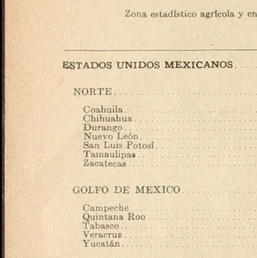 Zona estadístico agrícola y en
ESTADOS UNIDOS MEXICANOS
NORTE
Coahuila
Chihuahua
Durango
Nuevo León
San Luis Potosí
Tamaulipas
Zacatecas
GOLFO DE MEXICO
Campeche
Quintana Roo
Tabasco
Veracruz
Yucatán